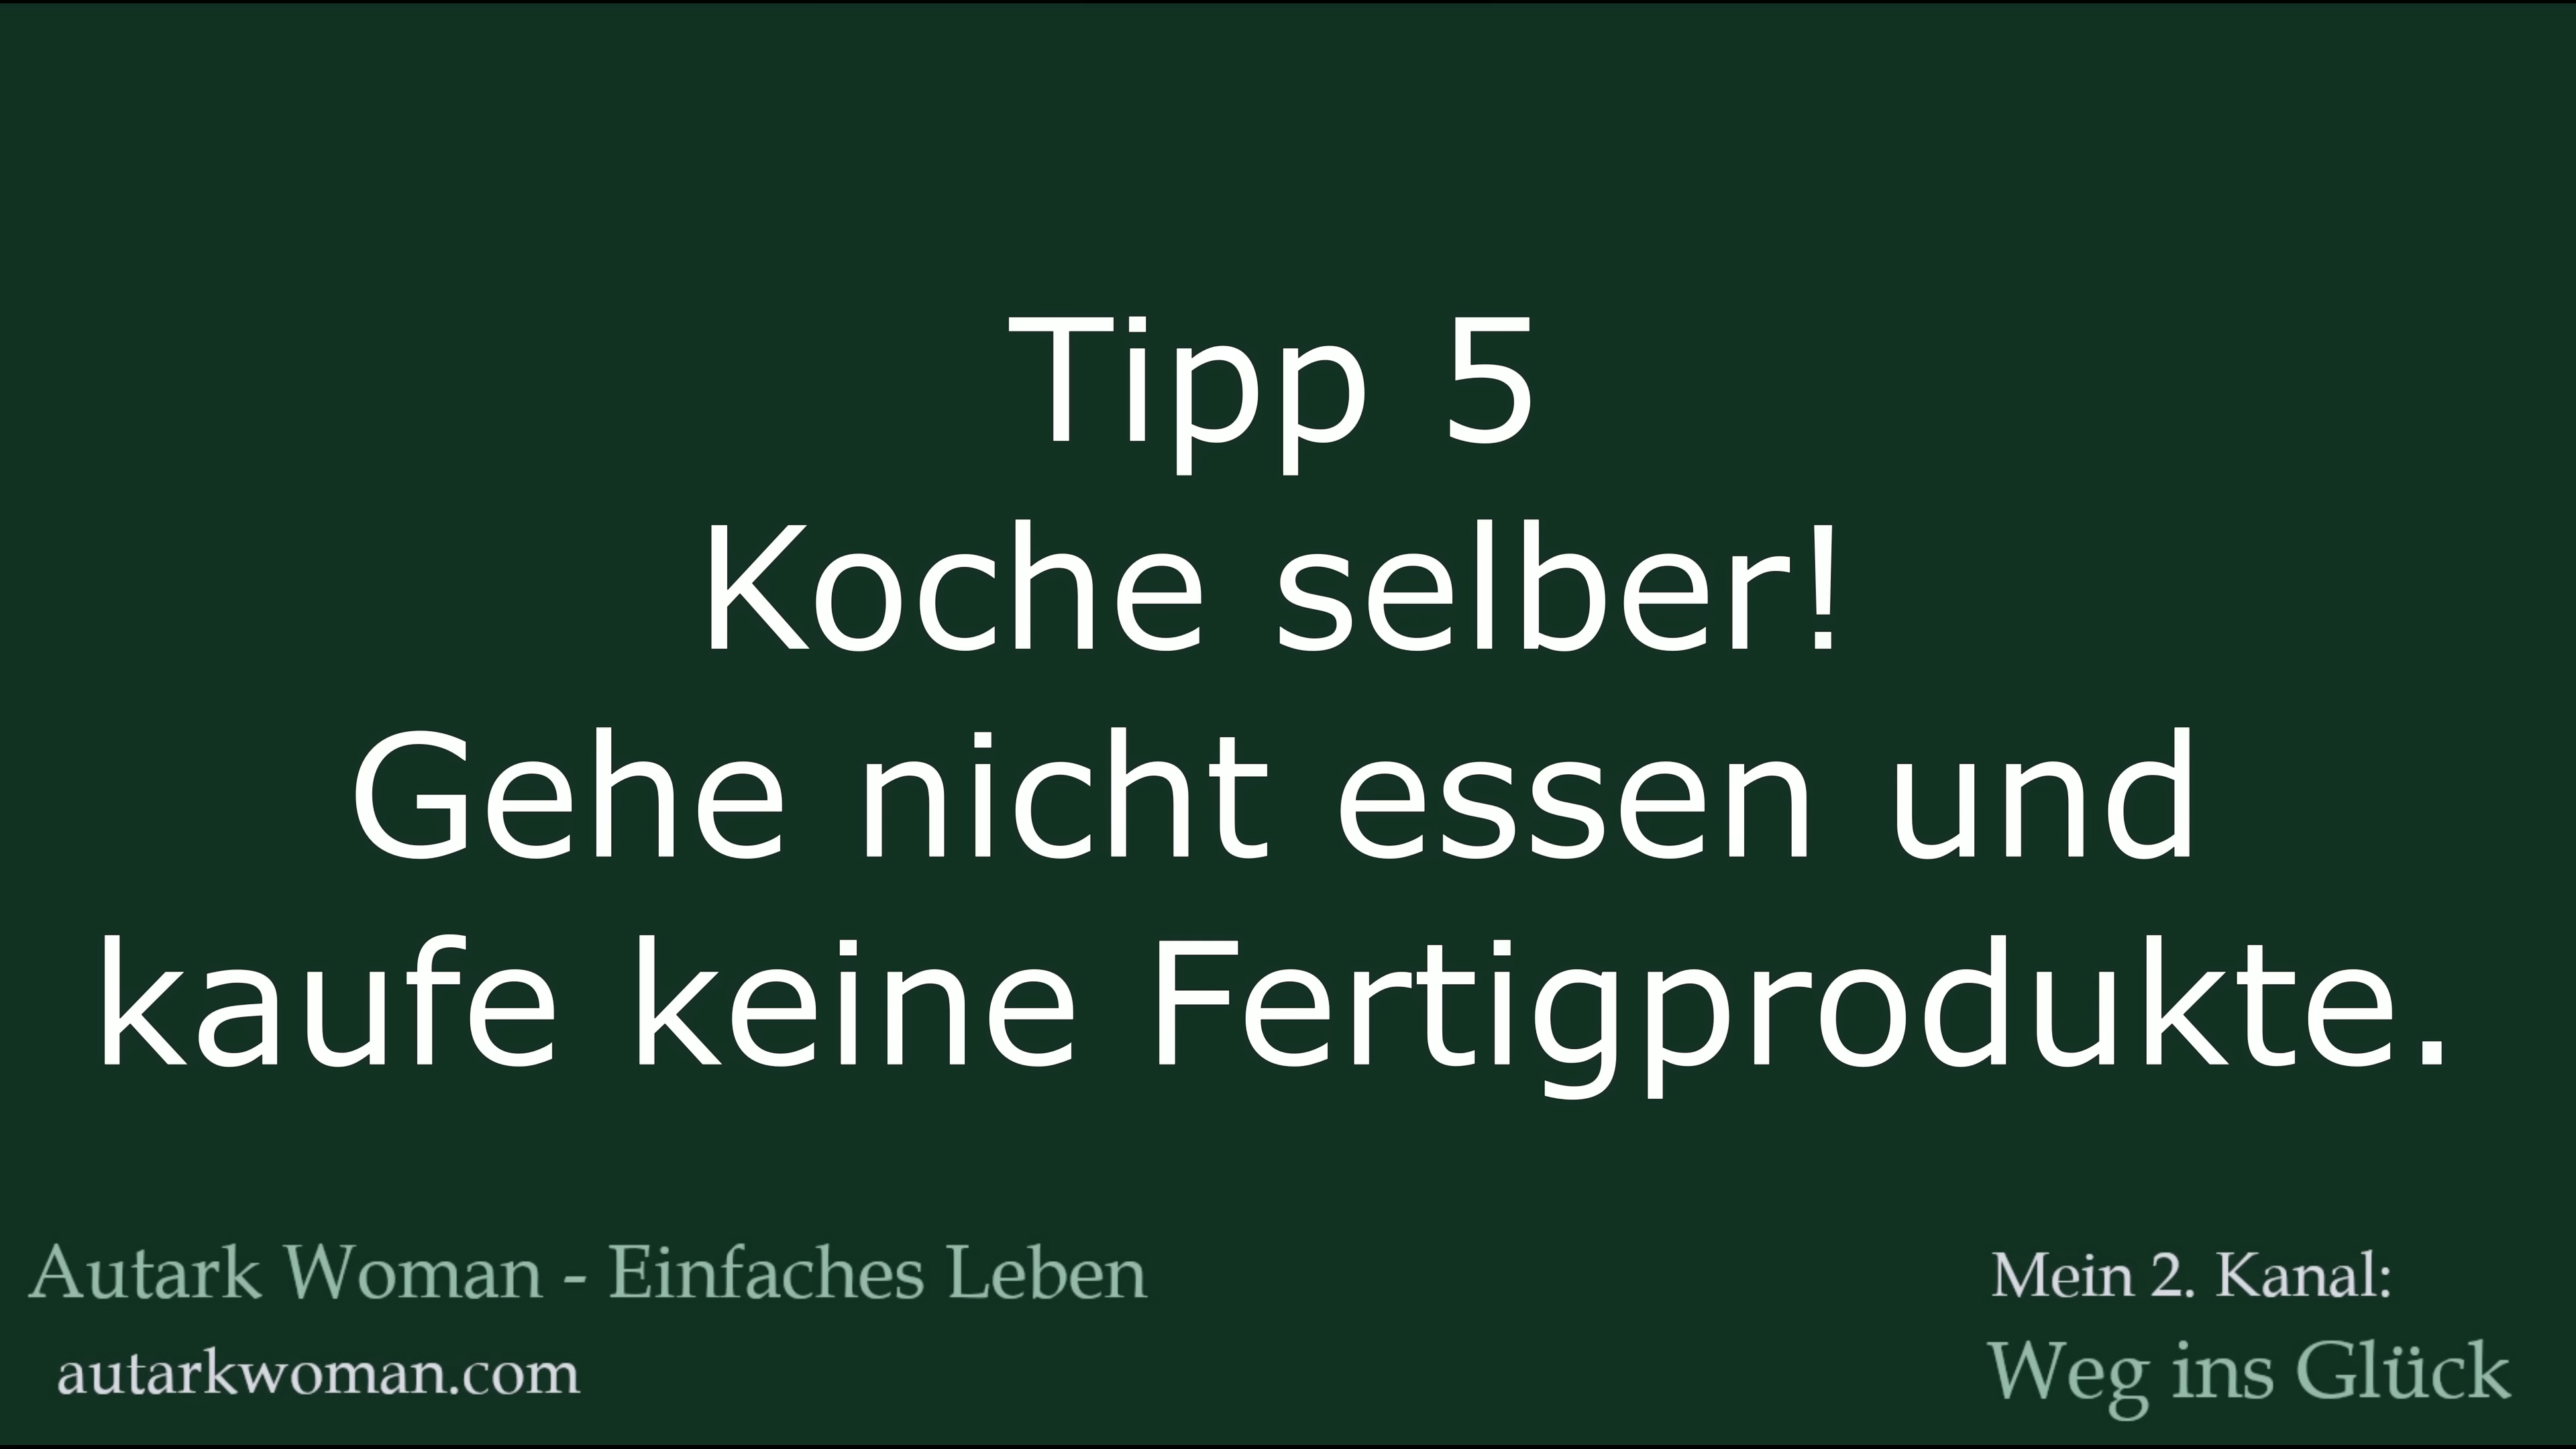 Tipp 5
Koche selber!
Gehe nicht essen und
kaufe keine Fertigprodukte.
Autark Woman - Einfaches Leben
autarkwoman.com
Mein 2. Kanal:
Weg ins Glück